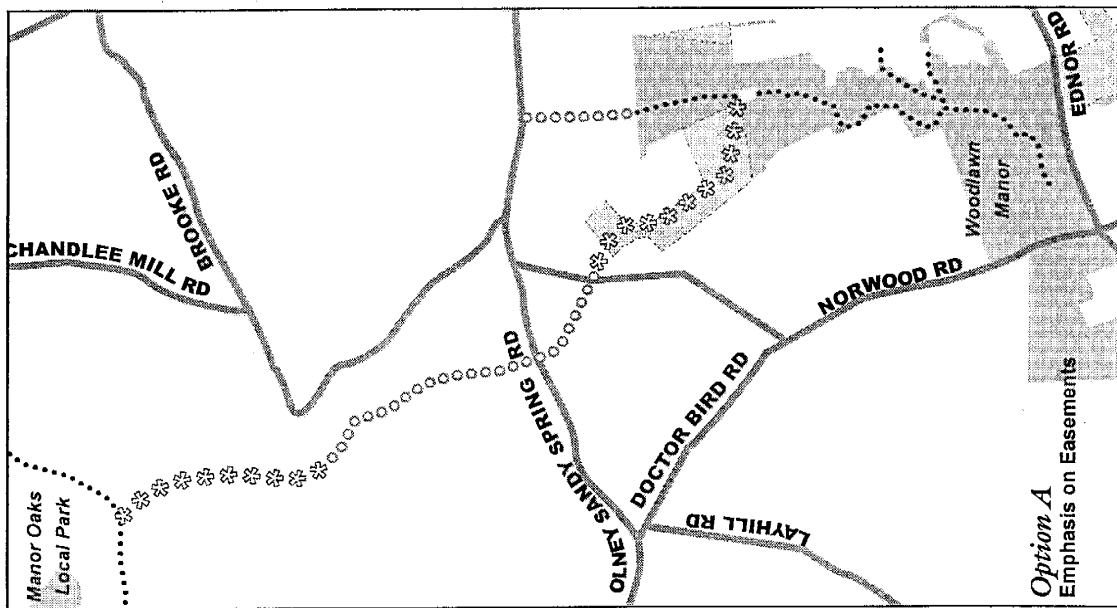 Manor Oaks
Local Park
CHANDLEE MILL RD
BROOKE RD
OLNEY SANDY SPRING RD
DOCTOR BIRD RD
LAYHILL RD
NORWOOD RD
EDNOR RD
Woodlawn
Manor
Option A
Emphasis on Easements